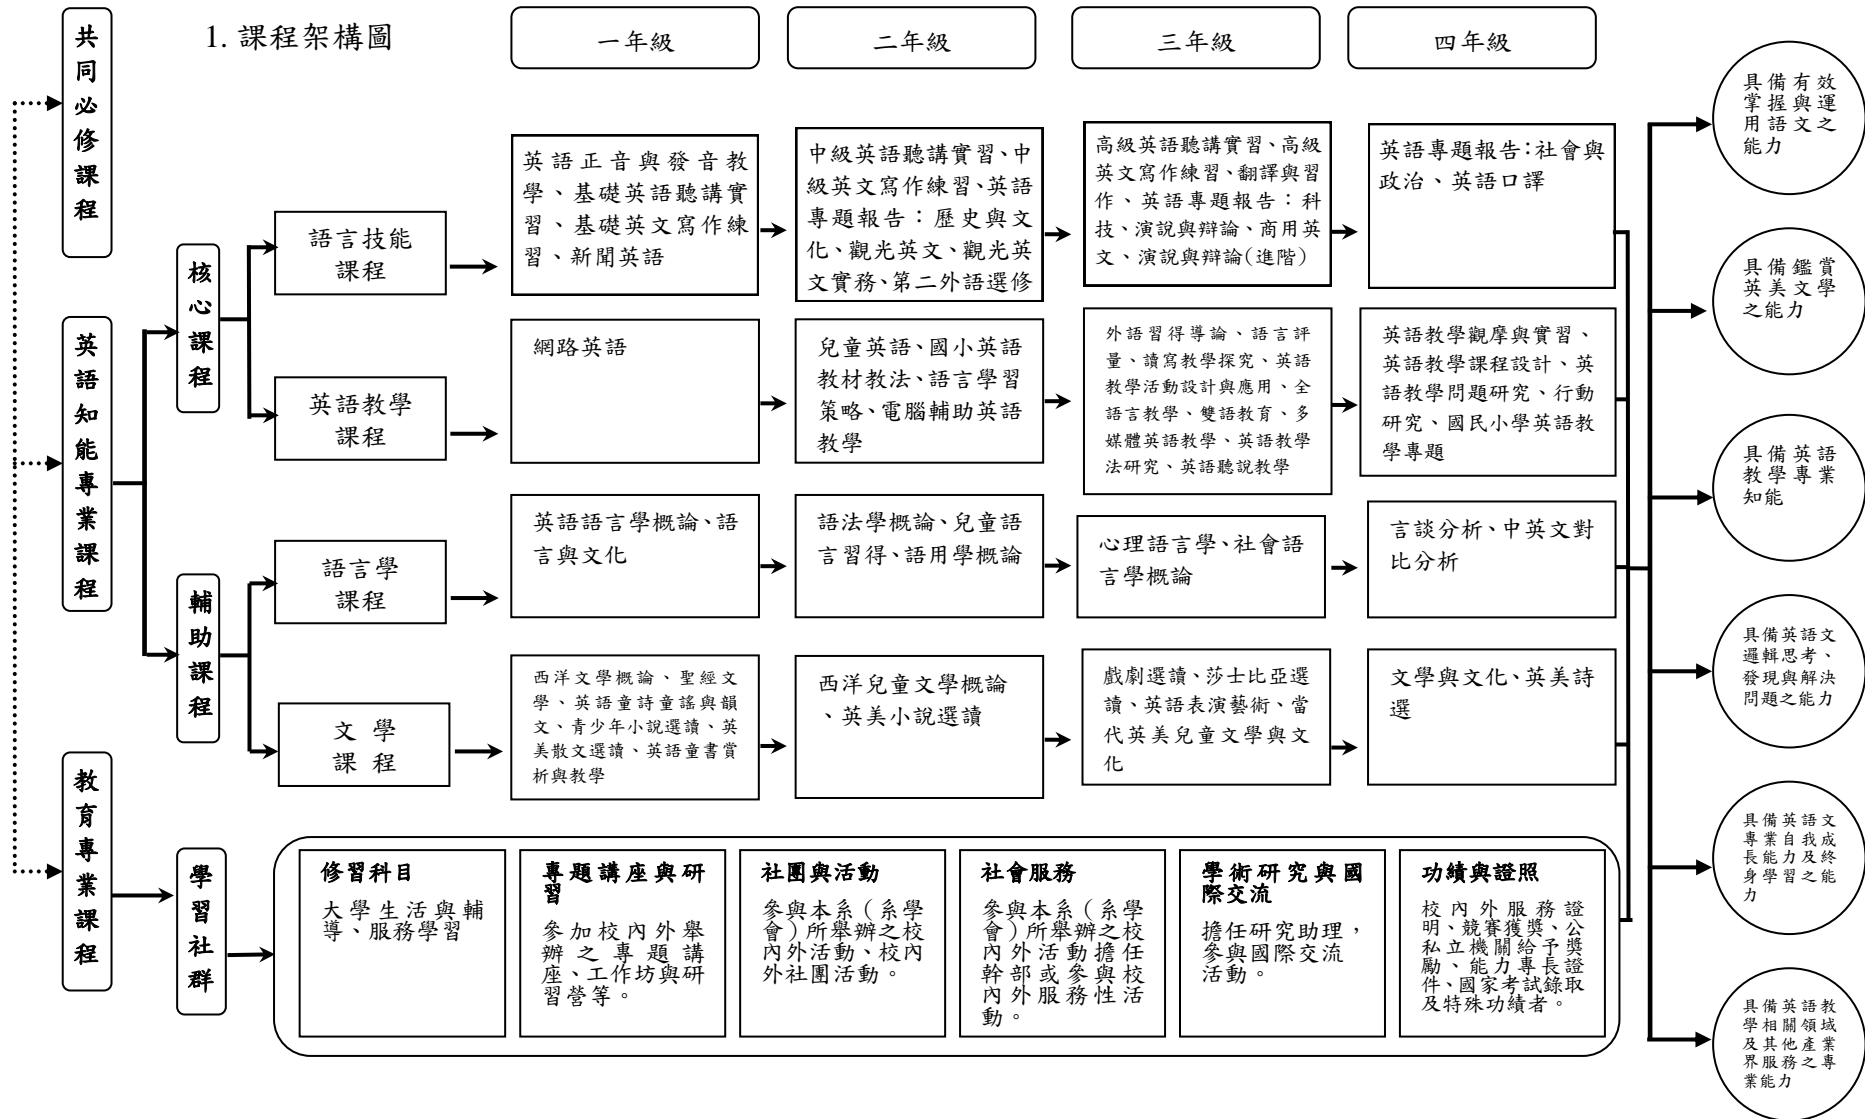 1. 課程架構圖
一年級
二年級
三年級
四年級
共同必修課程
英語知能專業課程
教育專業課程
核心課程
輔助課程
學習社群
語言技能
課程
英語正音與發音教
學、基礎英語聽講實
習、基礎英文寫作練
習、新聞英語
中級英語聽講實習、中
級英文寫作練習、英語
專題報告：歷史與文
化、觀光英文、觀光英
文實務、第二外語選修
高級英語聽講實習、高級
英文寫作練習、翻譯與習
作、英語專題報告：科
技、演說與辯論、商用英
文、演說與辯論(進階)
英語專題報告：社會與
政治、英語口譯
英語教學
課程
網路英語
兒童英語、國小英語
教材教法、語言學習
策略、電腦輔助英語
教學
外語習得導論、語言評
量、讀寫教學探究、英語
教學活動設計與應用、全
語言教學、雙語教育、多
媒體英語教學、英語教學
法研究、英語聽說教學
英語教學觀摩與實習、
英語教學課程設計、英
語教學問題研究、行動
研究、國民小學英語教
學專題
語言學
課程
英語語言學概論、語
言與文化
語法學概論、兒童語
言習得、語用學概論
心理語言學、社會語
言學概論
言談分析、中英文對
比分析
文 學
課 程
西洋文學概論、聖經文
學、英語童詩童謠與韻
文、青少年小說選讀、英
美散文選讀、英語童書賞
析與教學
西洋兒童文學概論
、英美小說選讀
戲劇選讀、莎士比亞選
讀、英語表演藝術、當
代英美兒童文學與文
化
文學與文化、英美詩
選
修習科目
大學生活與輔
導、服務學習
專題講座與研
習
參加校內外舉
辦之專題講
座、工作坊與研
習營等。
社團與活動
參與本系（系學
會）所舉辦之校
內外活動、校內
外社團活動。
社會服務
參與本系（系學
會）所舉辦之校
內外活動擔任
幹部或參與校
內外服務性活
動。
學術研究與國
際交流
擔任研究助理，
參與國際交流
活動。
功績與證照
校內外服務證
明、競賽獲獎、公
私立機關給予獎
勵、能力專長證
件、國家考試錄取
及特殊功績者。
具備有效
掌握與運
用語文之
能力
具備鑑賞
英美文學
之能力
具備英語
教學專業
知能
具備英語文
邏輯思考、
發現與解決
問題之能力
具備英語文
專業自我成
長能力及終
身學習之能
力
具備英語教
學相關領域
及其他產業
界服務之專
業能力